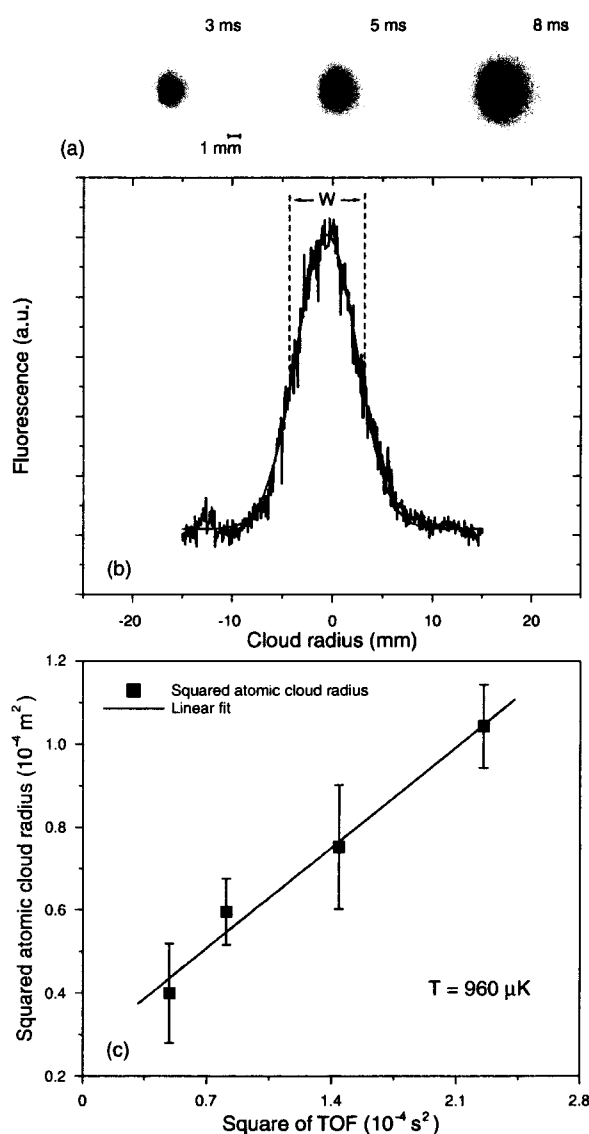 3 ms 5 ms 8 ms
(a) 1 mm
W
Fluorescence (a.u.)
(b)
-20 -10 0 10 20
Cloud radius (mm)
1.2
1.0
0.8
0.6
0.4
0.2
Squared atomic cloud radius (10⁻⁴ m²)
Squared atomic cloud radius
Linear fit
T = 960 μK
(c)
0 0.7 1.4 2.1 2.8
Square of TOF (10⁻⁴ s²)